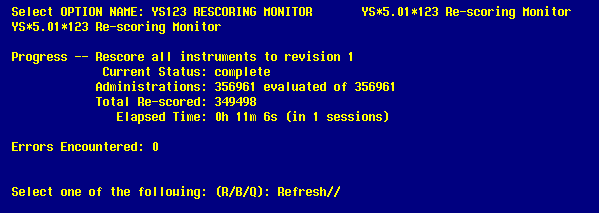 Select OPTION NAME: YS123 RESCORING MONITOR       YS*5.01*123 Re-scoring Monitor
YS*5.01*123 Re-scoring Monitor
Progress -- Rescore all instruments to revision 1
Current Status: complete
Administrations: 356961 evaluated of 356961
Total Re-scored: 349498
Elapsed Time: 0h 11m 6s (in 1 sessions)
Errors Encountered: 0
Select one of the following: (R/B/Q): Refresh//